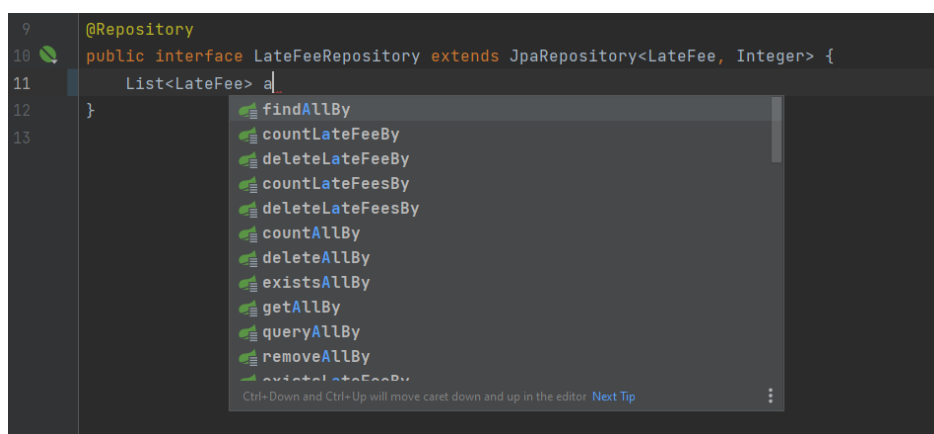 9 @Repository
10 public interface LateFeeRepository extends JpaRepository<LateFee, Integer> {
11 List<LateFee> a
findAllBy
countLateFeeBy
deleteLateFeeBy
countLateFeesBy
deleteLateFeesBy
countAllBy
deleteAllBy
existsAllBy
getAllBy
queryAllBy
removeAllBy
existsLateFeeBy
Ctrl+Down and Ctrl+Up will move caret down and up in the editor Next Tip
12 }
13